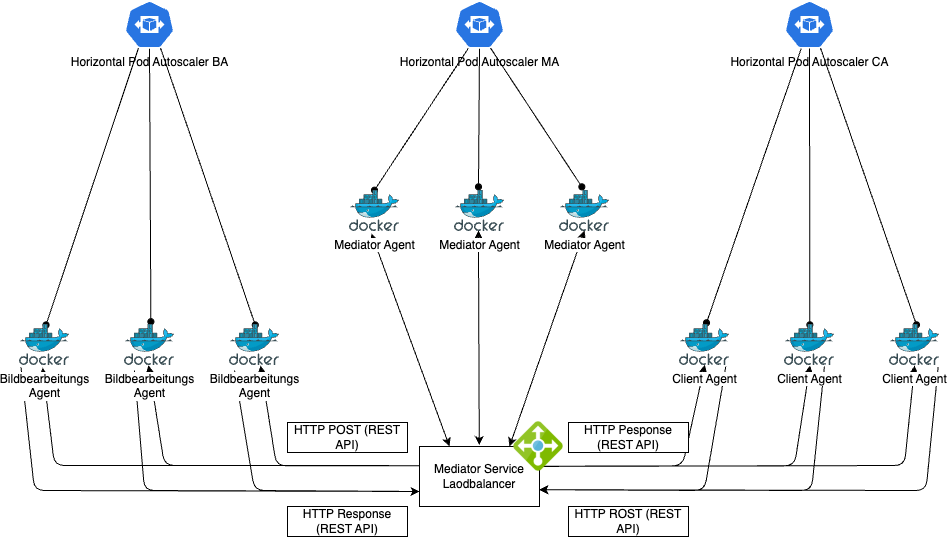 Horizontal Pod Autoscaler BA
Horizontal Pod Autoscaler MA
Horizontal Pod Autoscaler CA
docker
docker
docker
Mediator Agent
Mediator Agent
Mediator Agent
docker
docker
docker
docker
docker
docker
Bildbearbeitungs
Agent
Bildbearbeitungs
Agent
Bildbearbeitungs
Agent
Client Agent
Client Agent
Client Agent
HTTP POST (REST
API)
HTTP Pesponse
(REST API)
Mediator Service
Laodbalancer
HTTP Response
(REST API)
HTTP ROST (REST
API)